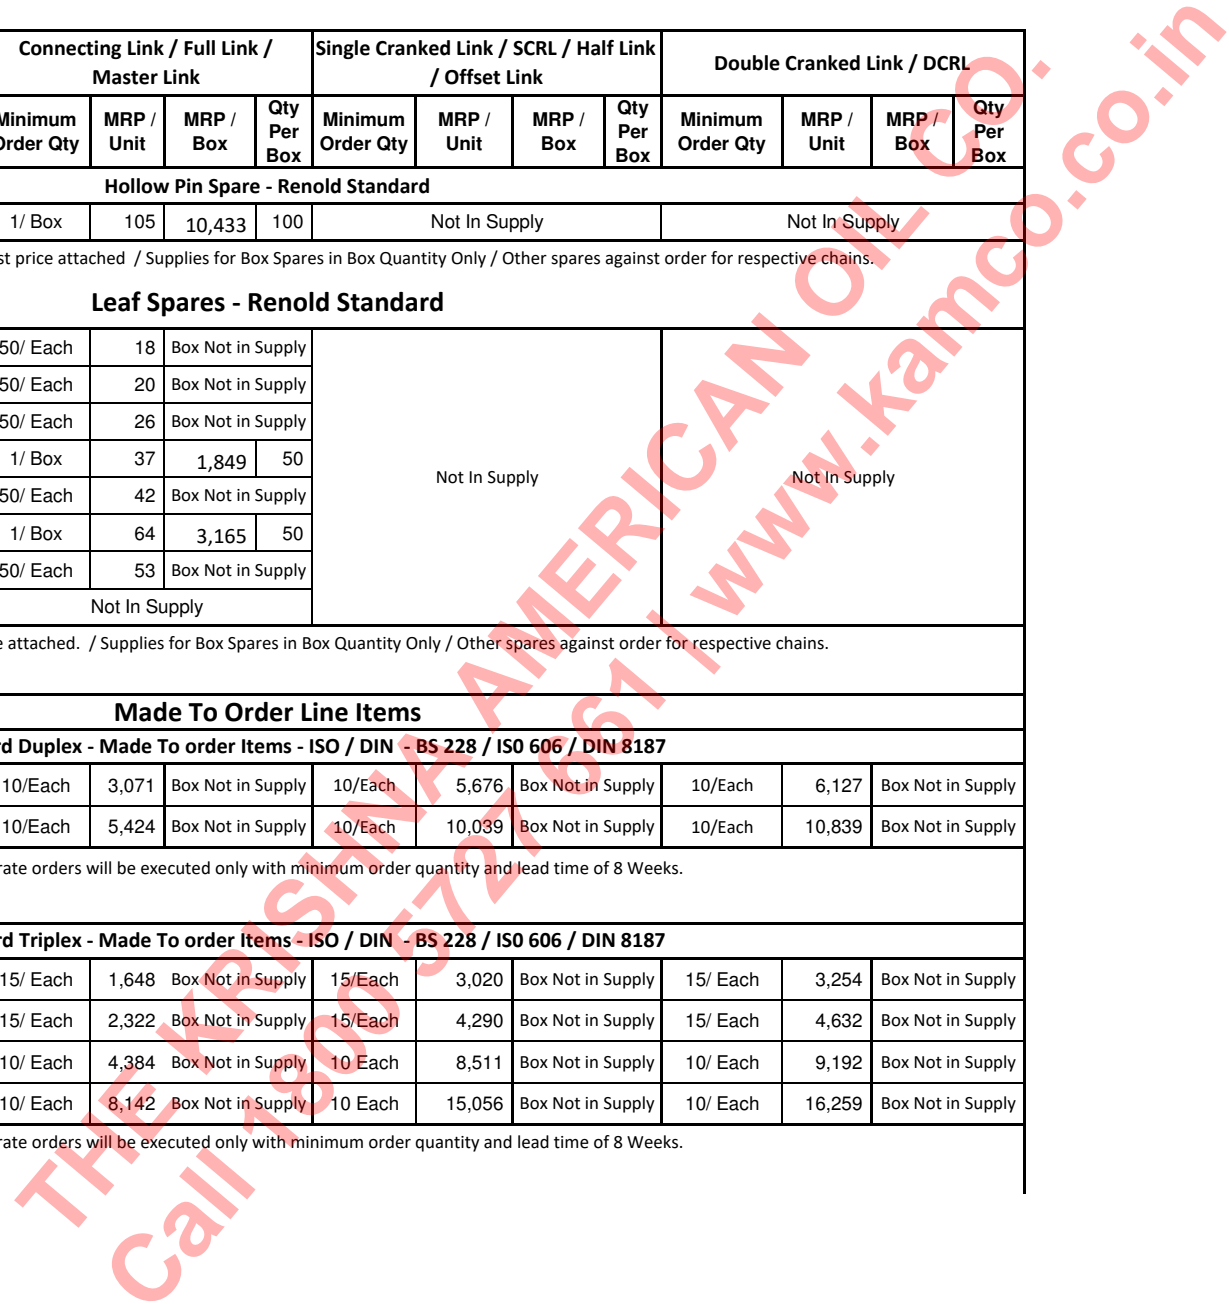 Connecting Link / Full Link / Master Link | Single Cranked Link / SCRL / Half Link / Offset Link | Double Cranked Link / DCRL
Minimum Order Qty | MRP / Unit | MRP / Box | Qty Per Box | Minimum Order Qty | MRP / Unit | MRP / Box | Qty Per Box | Minimum Order Qty | MRP / Unit | MRP / Box | Qty Per Box
Hollow Pin Spare - Renold Standard
1/ Box | 105 | 10,433 | 100 | Not In Supply | Not In Supply
st price attached / Supplies for Box Spares in Box Quantity Only / Other spares against order for respective chains.
Leaf Spares - Renold Standard
50/ Each | 18 | Box Not in Supply
50/ Each | 20 | Box Not in Supply
50/ Each | 26 | Box Not in Supply
1/ Box | 37 | 1,849 | 50
Not In Supply | Not In Supply
50/ Each | 42 | Box Not in Supply
1/ Box | 64 | 3,165 | 50
50/ Each | 53 | Box Not in Supply
Not In Supply
e attached. / Supplies for Box Spares in Box Quantity Only / Other spares against order for respective chains.
Made To Order Line Items
rd Duplex - Made To order Items - ISO / DIN - BS 228 / IS0 606 / DIN 8187
10/Each | 3,071 | Box Not in Supply | 10/Each | 5,676 | Box Not in Supply | 10/Each | 6,127 | Box Not in Supply
10/Each | 5,424 | Box Not in Supply | 10/Each | 10,039 | Box Not in Supply | 10/Each | 10,839 | Box Not in Supply
rate orders will be executed only with minimum order quantity and lead time of 8 Weeks.
rd Triplex - Made To order Items - ISO / DIN - BS 228 / IS0 606 / DIN 8187
15/ Each | 1,648 | Box Not in Supply | 15/Each | 3,020 | Box Not in Supply | 15/ Each | 3,254 | Box Not in Supply
15/ Each | 2,322 | Box Not in Supply | 15/Each | 4,290 | Box Not in Supply | 15/ Each | 4,632 | Box Not in Supply
10/ Each | 4,384 | Box Not in Supply | 10 Each | 8,511 | Box Not in Supply | 10/ Each | 9,192 | Box Not in Supply
10/ Each | 8,142 | Box Not in Supply | 10 Each | 15,056 | Box Not in Supply | 10/ Each | 16,259 | Box Not in Supply
rate orders will be executed only with minimum order quantity and lead time of 8 Weeks.
THE KRISHNA AMERICAN OIL CO.
Call 1800 5727 661 | www.kamco.co.in